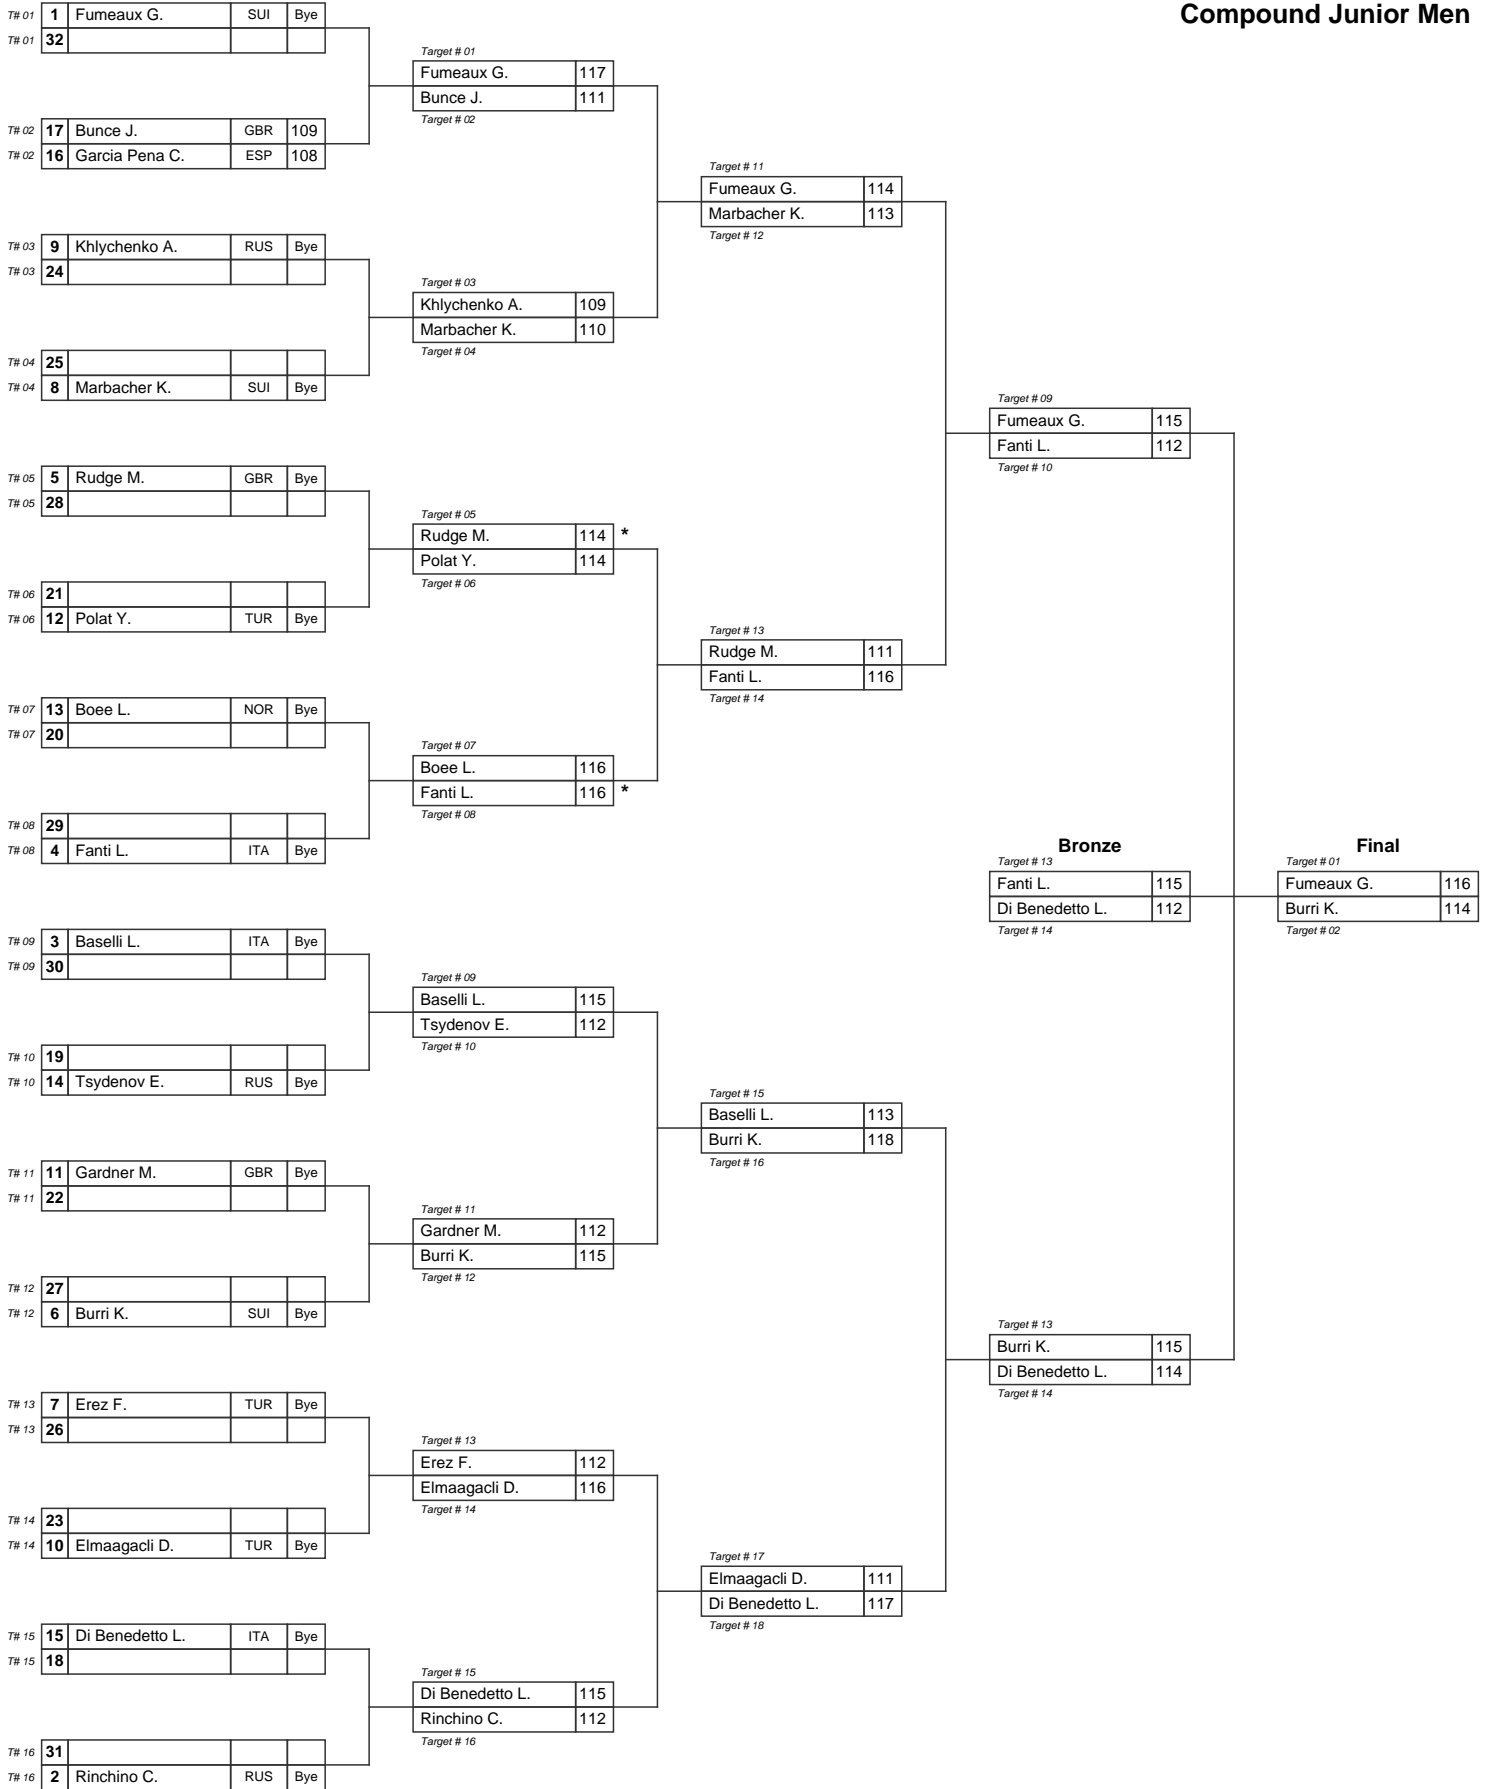 Compound Junior Men
T# 01 1 Fumeaux G. SUI Bye
T# 01 32
T# 02 17 Bunce J. GBR 109
T# 02 16 Garcia Pena C. ESP 108
T# 03 9 Khlychenko A. RUS Bye
T# 03 24
T# 04 25
T# 04 8 Marbacher K. SUI Bye
T# 05 5 Rudge M. GBR Bye
T# 05 28
T# 06 21
T# 06 12 Polat Y. TUR Bye
T# 07 13 Boee L. NOR Bye
T# 07 20
T# 08 29
T# 08 4 Fanti L. ITA Bye
T# 09 3 Baselli L. ITA Bye
T# 09 30
T# 10 19
T# 10 14 Tsydenov E. RUS Bye
T# 11 11 Gardner M. GBR Bye
T# 11 22
T# 12 27
T# 12 6 Burri K. SUI Bye
T# 13 7 Erez F. TUR Bye
T# 13 26
T# 14 23
T# 14 10 Elmaagacli D. TUR Bye
T# 15 15 Di Benedetto L. ITA Bye
T# 15 18
T# 16 31
T# 16 2 Rinchino C. RUS Bye
Target # 01
Fumeaux G. 117
Bunce J. 111
Target # 02
Target # 03
Khlychenko A. 109
Marbacher K. 110
Target # 04
Target # 05
Rudge M. 114 *
Polat Y. 114
Target # 06
Target # 07
Boee L. 116
Fanti L. 116 *
Target # 08
Target # 09
Baselli L. 115
Tsydenov E. 112
Target # 10
Target # 11
Gardner M. 112
Burri K. 115
Target # 12
Target # 13
Erez F. 112
Elmaagacli D. 116
Target # 14
Target # 15
Di Benedetto L. 115
Rinchino C. 112
Target # 16
Target # 11
Fumeaux G. 114
Marbacher K. 113
Target # 12
Target # 13
Rudge M. 111
Fanti L. 116
Target # 14
Target # 15
Baselli L. 113
Burri K. 118
Target # 16
Target # 17
Elmaagacli D. 111
Di Benedetto L. 117
Target # 18
Target # 09
Fumeaux G. 115
Fanti L. 112
Target # 10
Target # 13
Burri K. 115
Di Benedetto L. 114
Target # 14
Bronze
Target # 13
Fanti L. 115
Di Benedetto L. 112
Target # 14
Final
Target # 01
Fumeaux G. 116
Burri K. 114
Target # 02